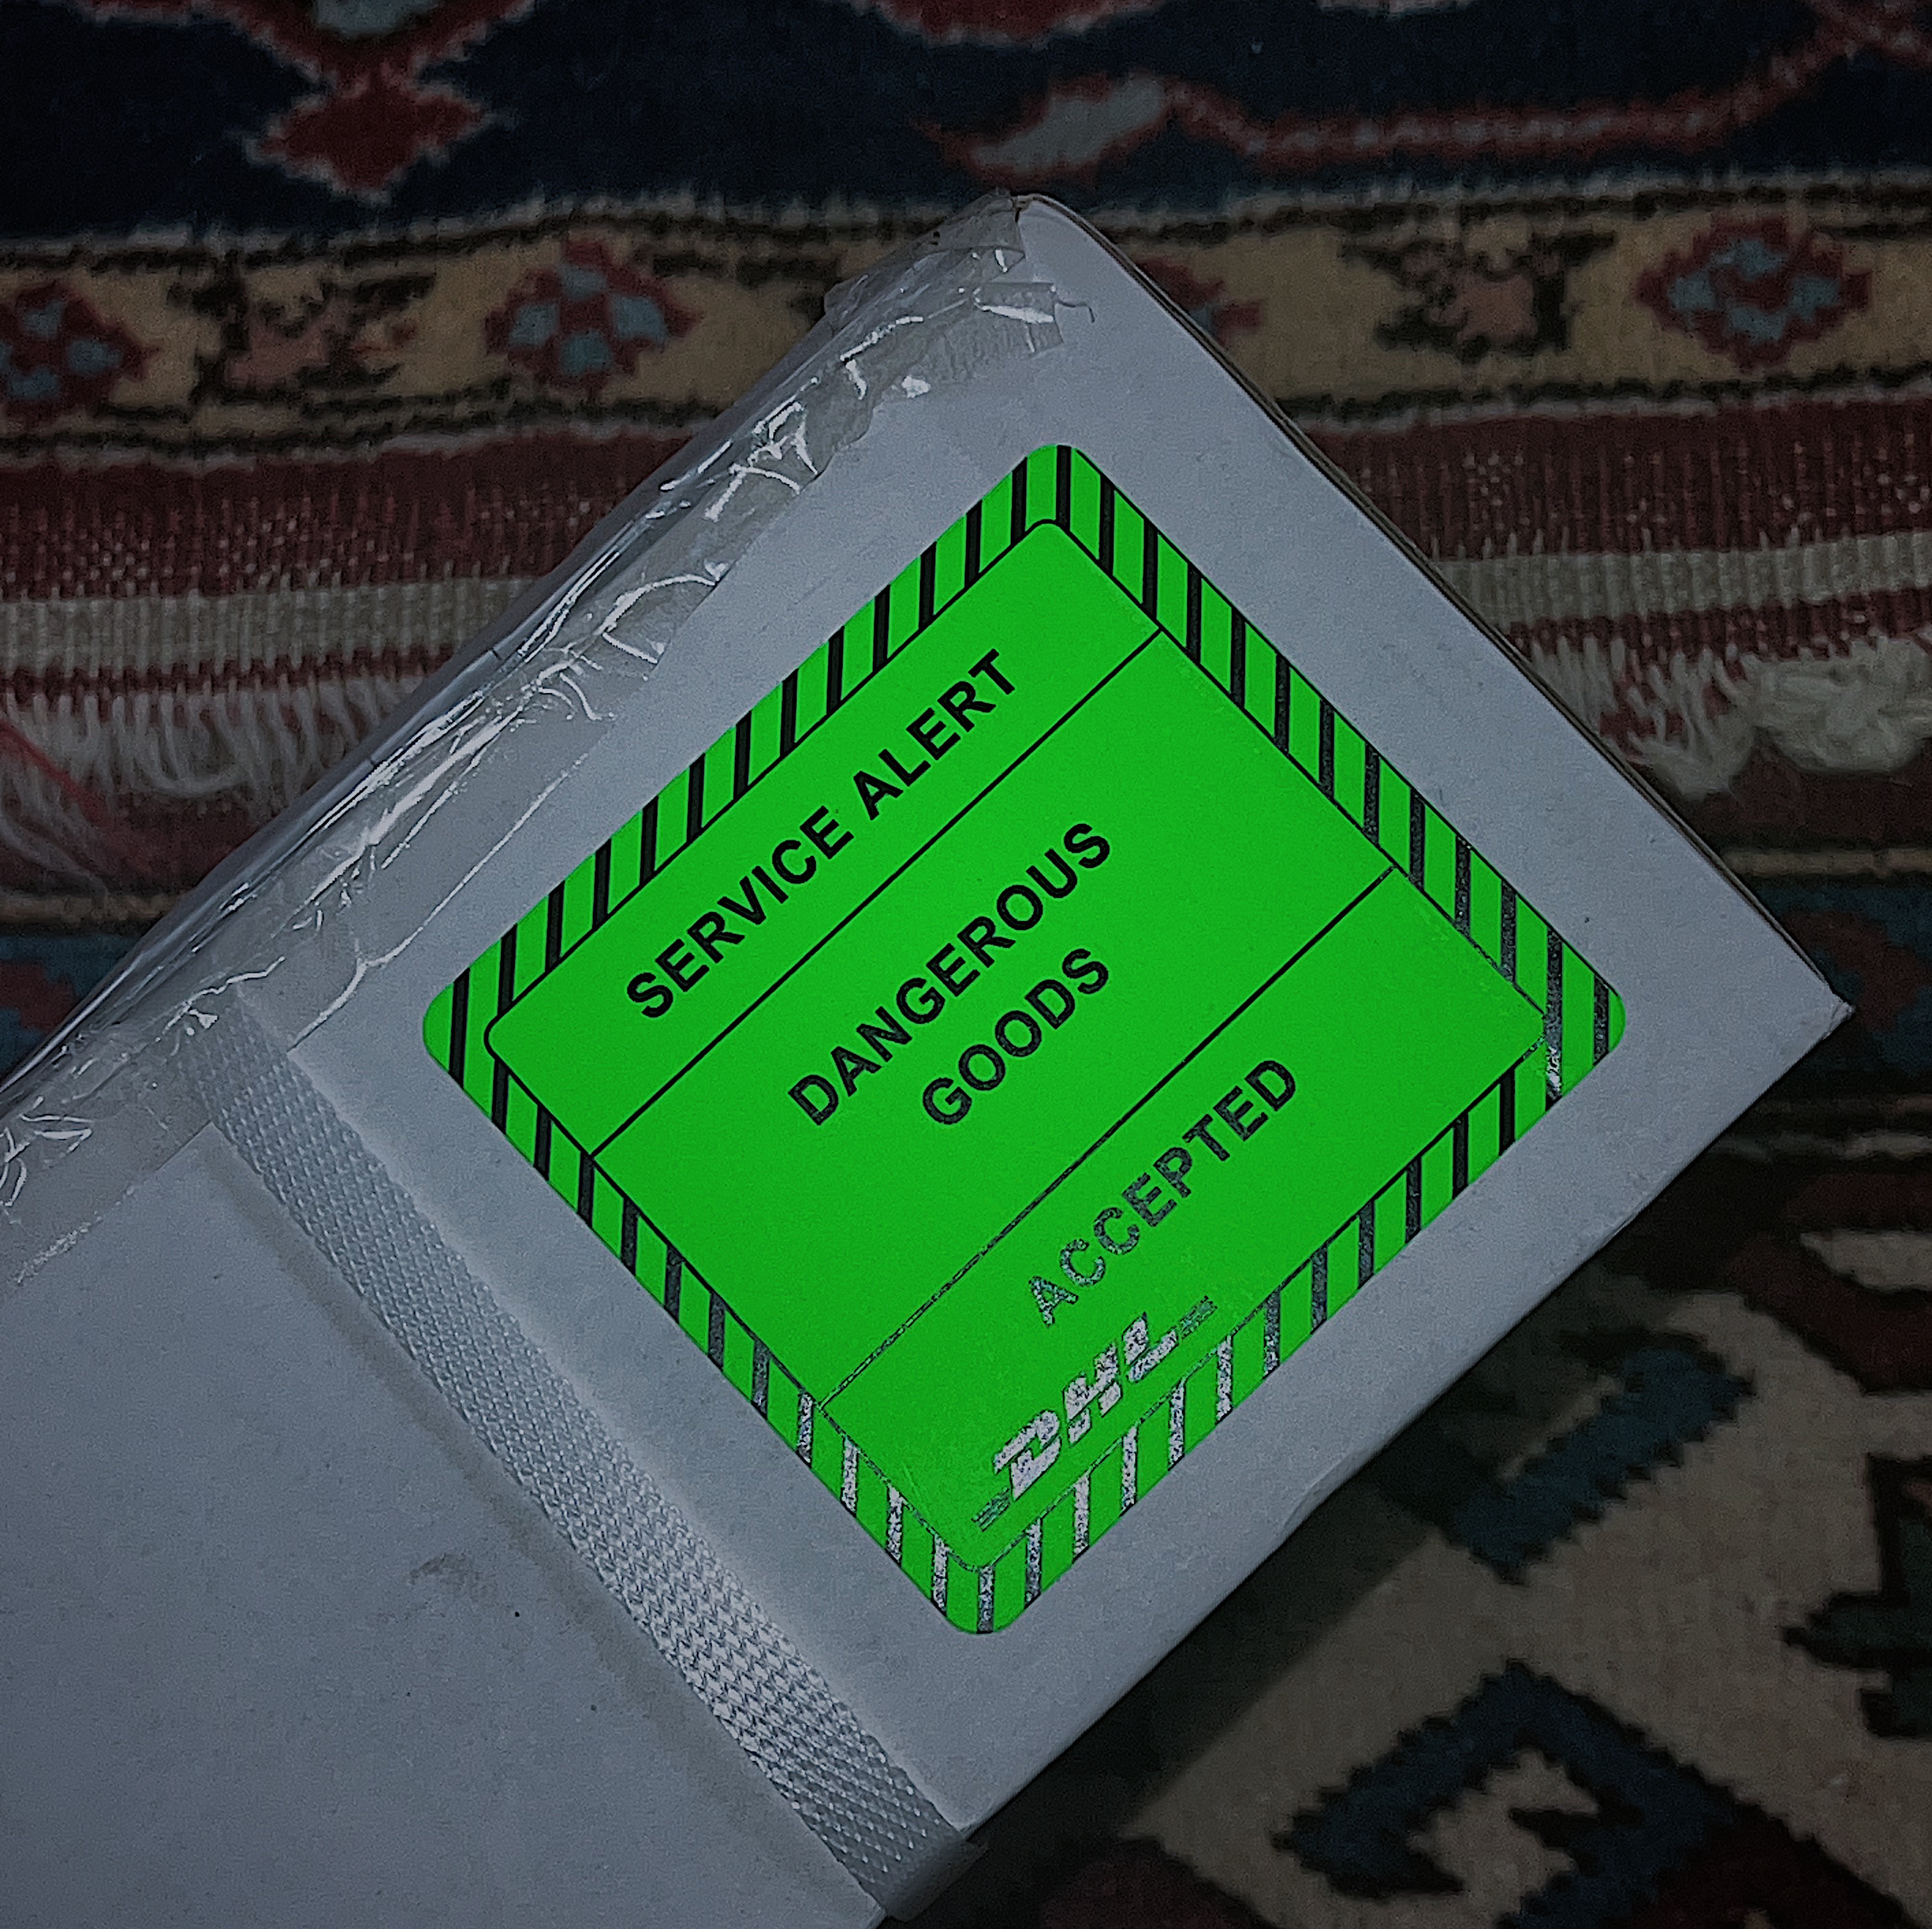 SERVICE ALERT
DANGEROUS
GOODS
ACCEPTED
DHL